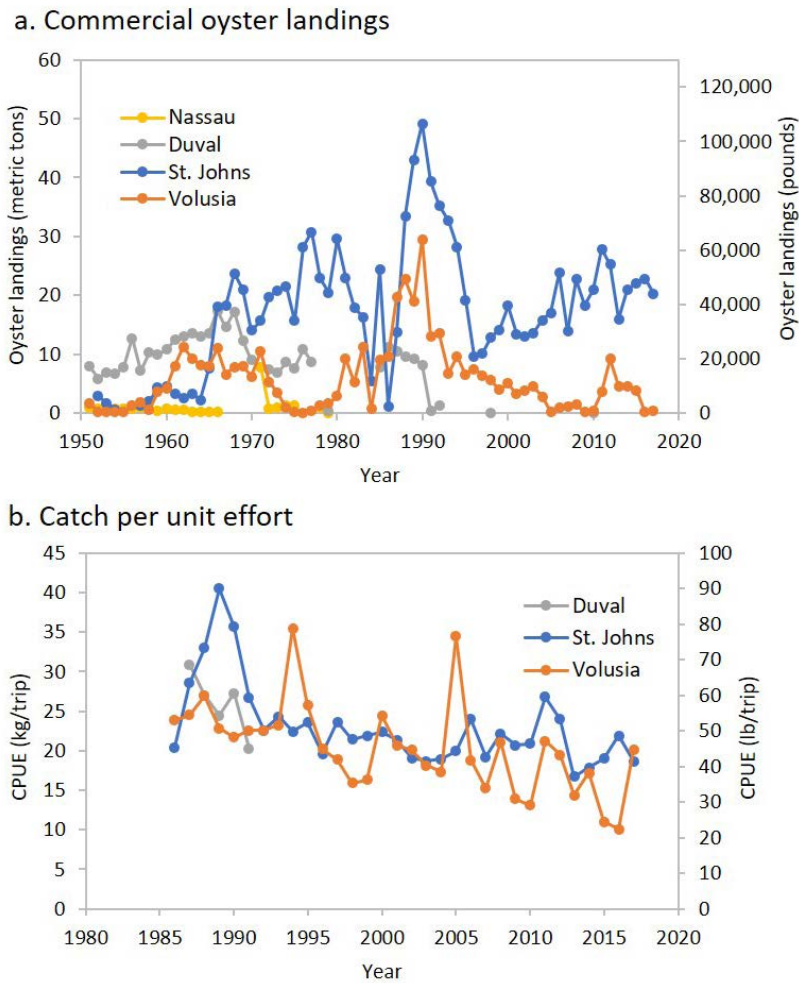 a. Commercial oyster landings
Oyster landings (metric tons)
60
50
40
30
20
10
0
Nassau
Duval
St. Johns
Volusia
120,000
100,000
80,000
60,000
40,000
20,000
0
Oyster landings (pounds)
1950 1960 1970 1980 1990 2000 2010 2020
Year
b. Catch per unit effort
CPUE (kg/trip)
45
40
35
30
25
20
15
10
5
0
Duval
St. Johns
Volusia
100
90
80
70
60
50
40
30
20
10
0
CPUE (lb/trip)
1980 1985 1990 1995 2000 2005 2010 2015 2020
Year